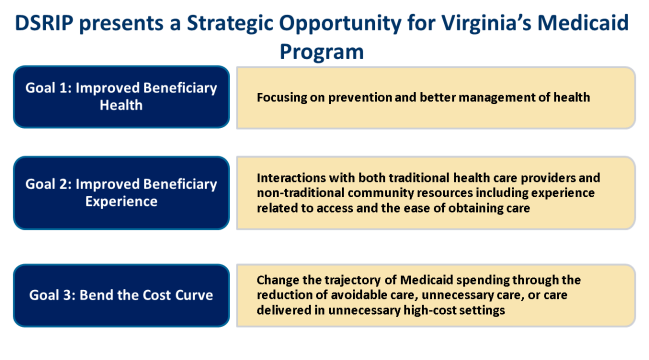 DSRIP presents a Strategic Opportunity for Virginia's Medicaid
Program
Goal 1: Improved Beneficiary
Health
Focusing on prevention and better management of health
Goal 2: Improved Beneficiary
Experience
Interactions with both traditional health care providers and
non-traditional community resources including experience
related to access and the ease of obtaining care
Goal 3: Bend the Cost Curve
Change the trajectory of Medicaid spending through the
reduction of avoidable care, unnecessary care, or care
delivered in unnecessary high-cost settings